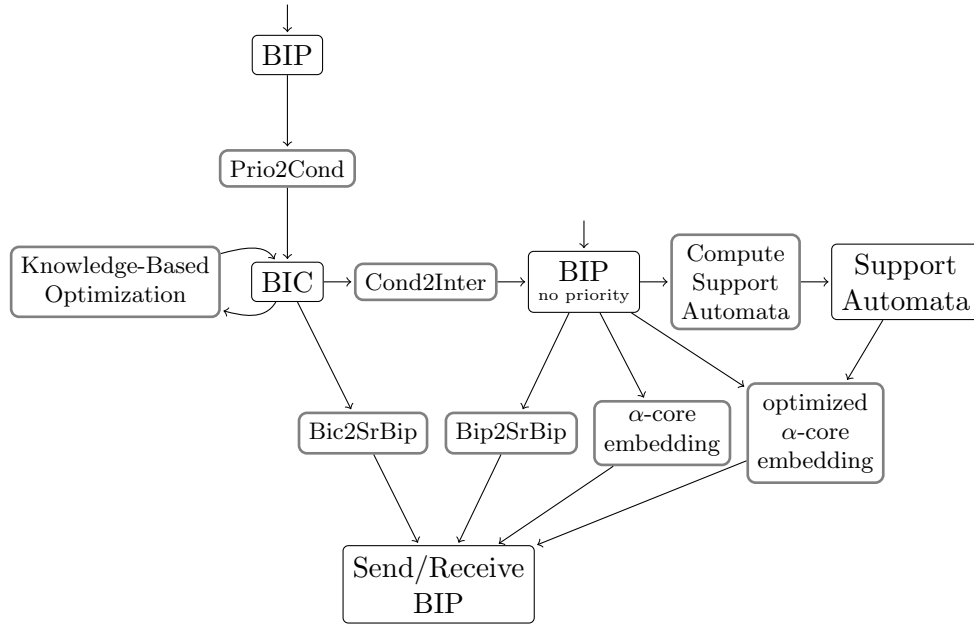 BIP
Prio2Cond
Knowledge-Based
Optimization
BIC
Cond2Inter
BIP
no priority
Compute
Support
Automata
Support
Automata
Bic2SrBip
Bip2SrBip
α-core
embedding
optimized
α-core
embedding
Send/Receive
BIP